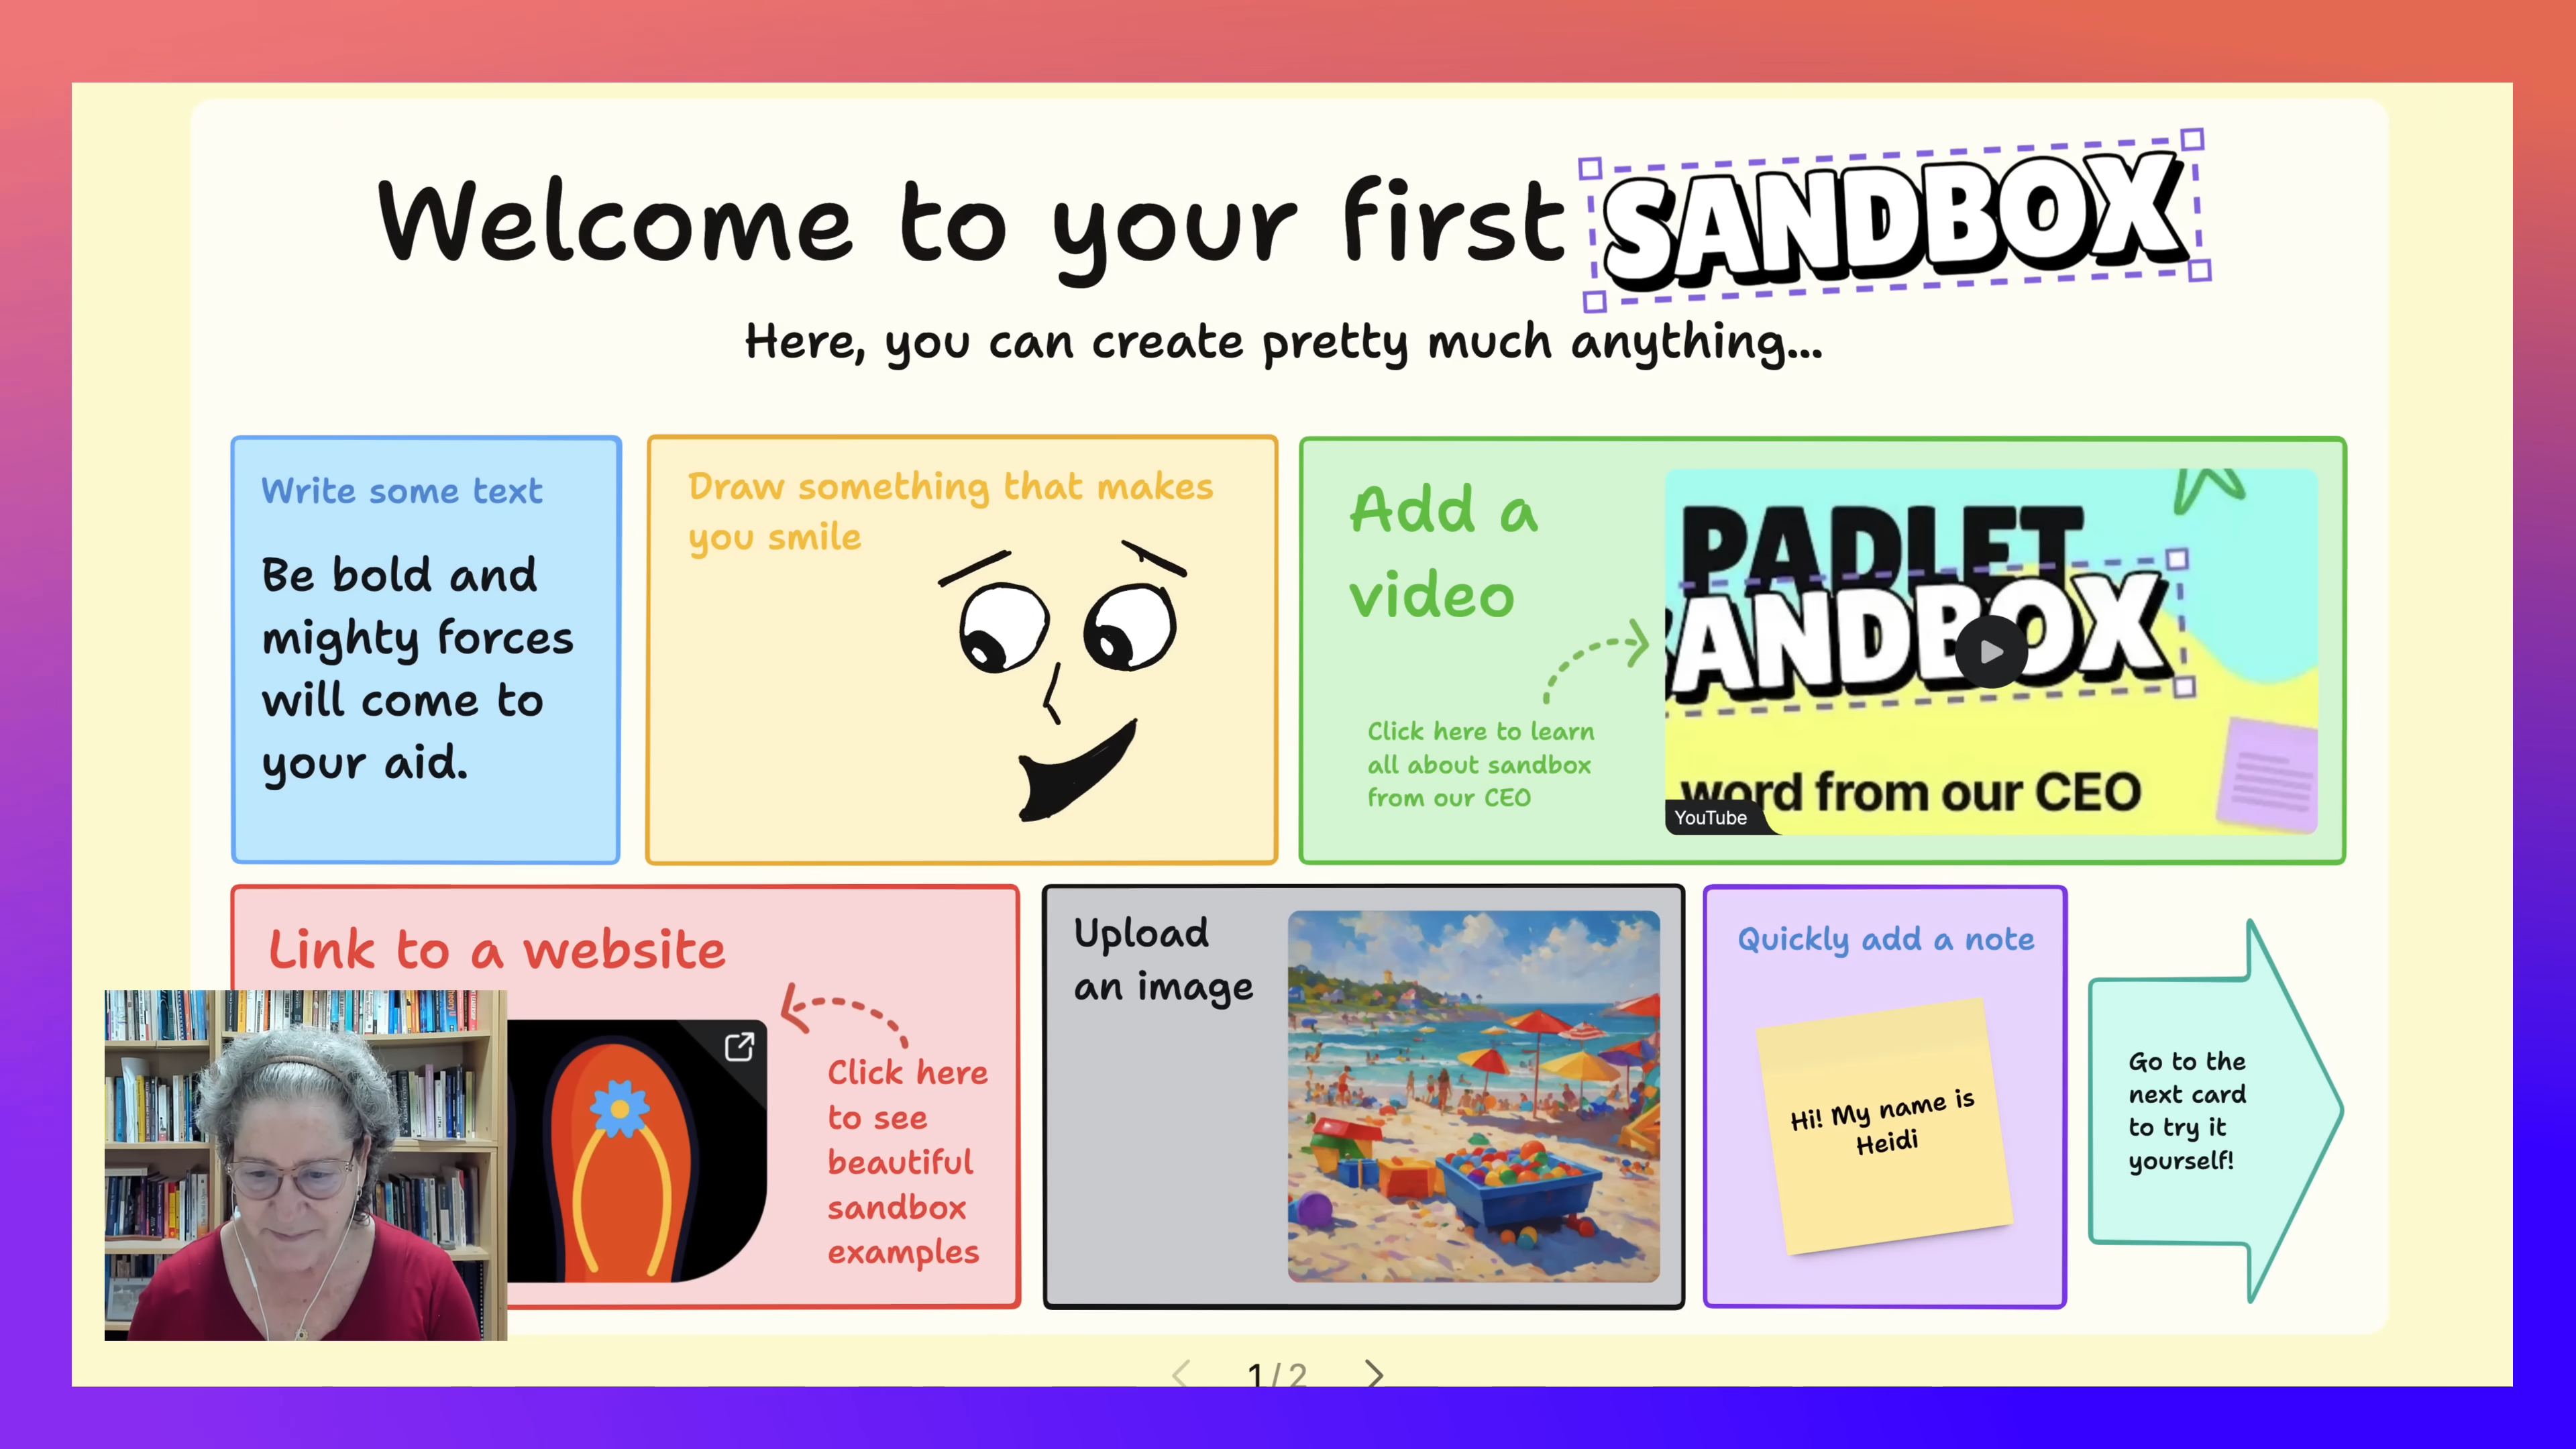 Welcome to your first SANDBOX
Here, you can create pretty much anything...
Write some text
Be bold and
mighty forces
will come to
your aid.
Draw something that makes
you smile
Add a
video
Click here to learn
all about sandbox
from our CEO
PADLET
ANDBOX
word from our CEO
YouTube
Link to a website
Click here
to see
beautiful
sandbox
examples
Upload
an image
Quickly add a note
Hi! My name is
Heidi
Go to the
next card
to try it
yourself!
1/2